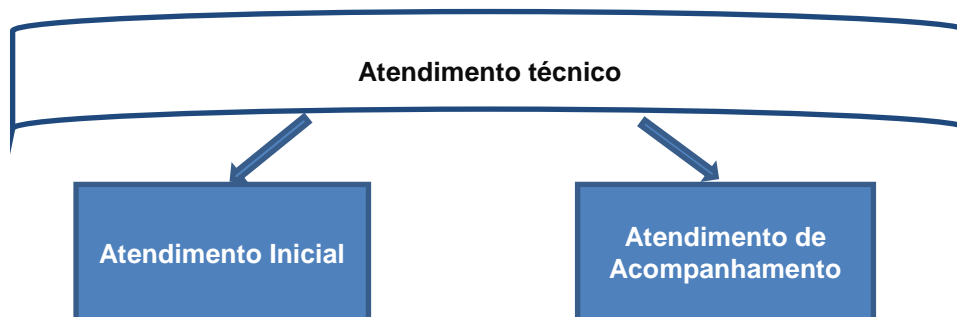 Atendimento técnico
Atendimento Inicial
Atendimento de
Acompanhamento